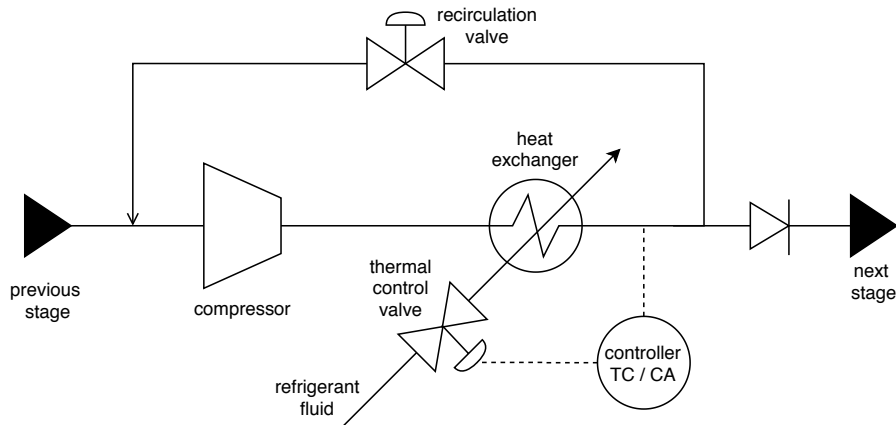 recirculation
valve
heat
exchanger
previous
stage
compressor
thermal
control
valve
next
stage
controller
TC / CA
refrigerant
fluid